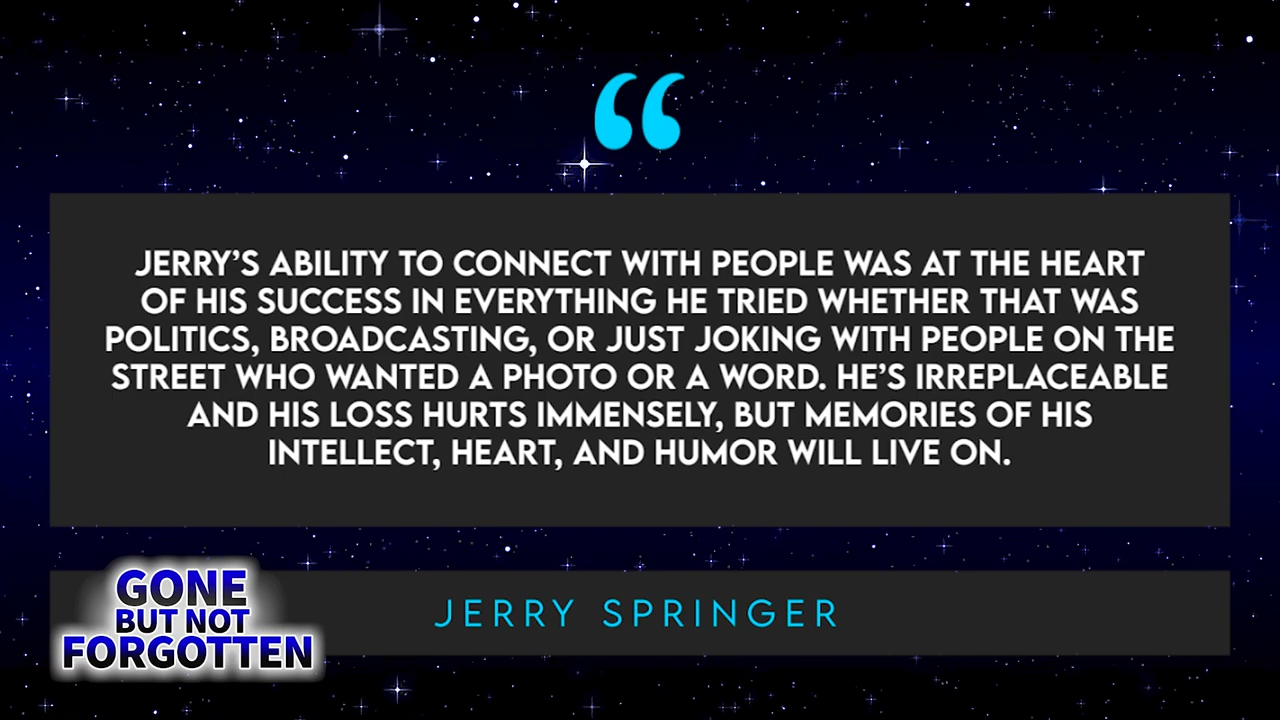 “
JERRY’S ABILITY TO CONNECT WITH PEOPLE WAS AT THE HEART
OF HIS SUCCESS IN EVERYTHING HE TRIED WHETHER THAT WAS
POLITICS, BROADCASTING, OR JUST JOKING WITH PEOPLE ON THE
STREET WHO WANTED A PHOTO OR A WORD. HE’S IRREPLACEABLE
AND HIS LOSS HURTS IMMENSELY, BUT MEMORIES OF HIS
INTELLECT, HEART, AND HUMOR WILL LIVE ON.
JERRY SPRINGER
GONE
BUT NOT
FORGOTTEN